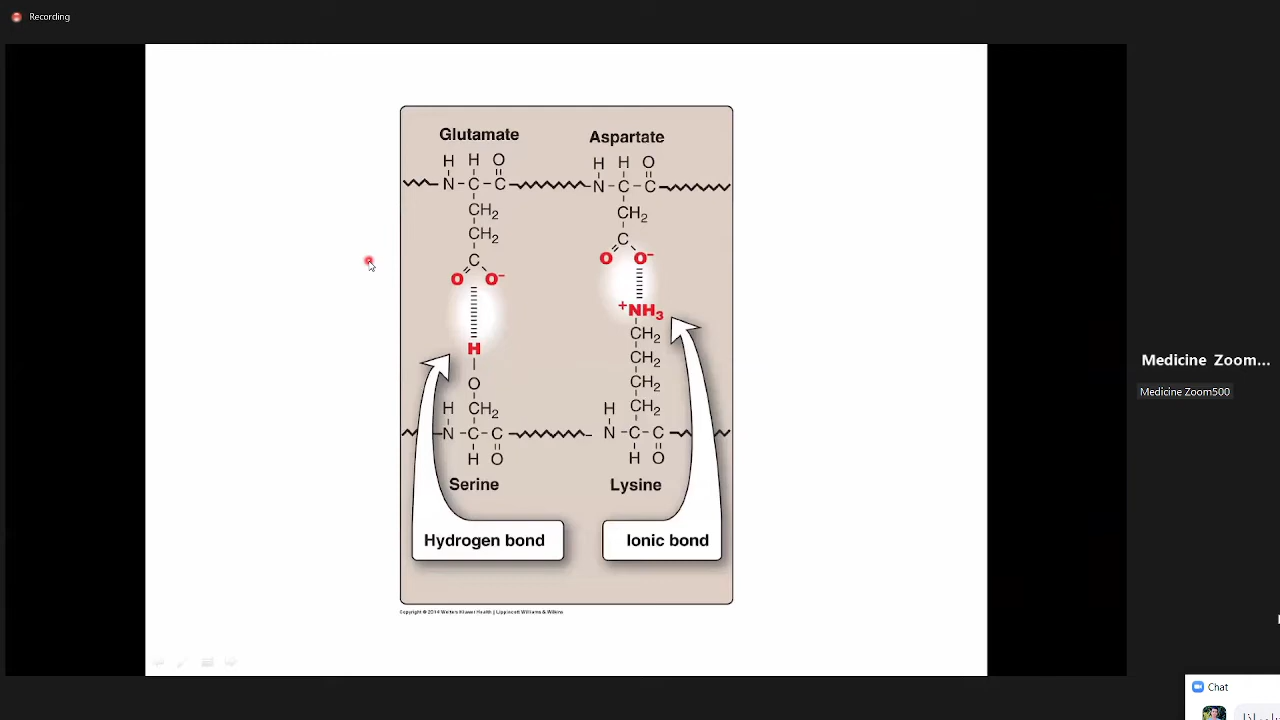 Recording
Glutamate
Aspartate
H H O
N C C
CH2
CH2
C
O O−
H
O
H CH2
N C C
H O
Serine
H H O
N C C
CH2
C
O O−
+NH3
CH2
CH2
CH2
H CH2
N C C
H O
Lysine
Hydrogen bond
Ionic bond
Copyright © 2014 Wolters Kluwer Health | Lippincott Williams & Wilkins
Medicine Zoom...
Medicine Zoom500
Chat